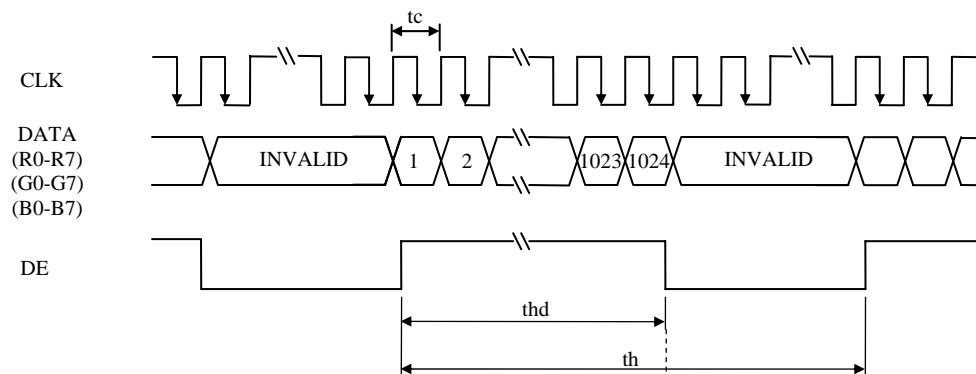 tc
CLK
DATA
(R0-R7)
(G0-G7)
(B0-B7)
INVALID 1 2 1023 1024 INVALID
DE
thd
th